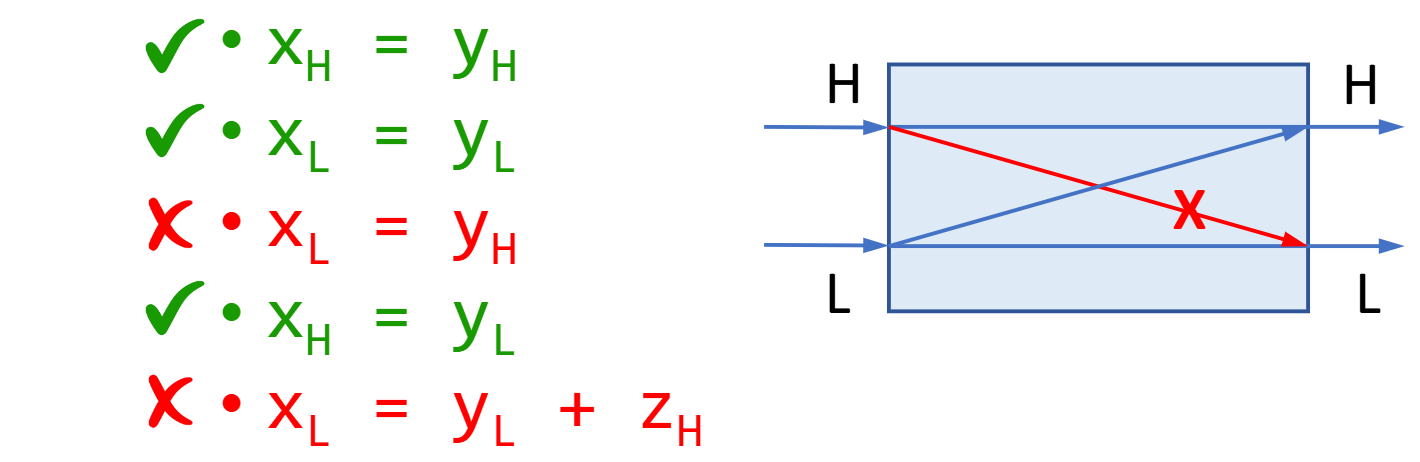 ✓ • x_H = y_H
✓ • x_L = y_L
✗ • x_L = y_H
✓ • x_H = y_L
✗ • x_L = y_L + z_H
H H
X
L L